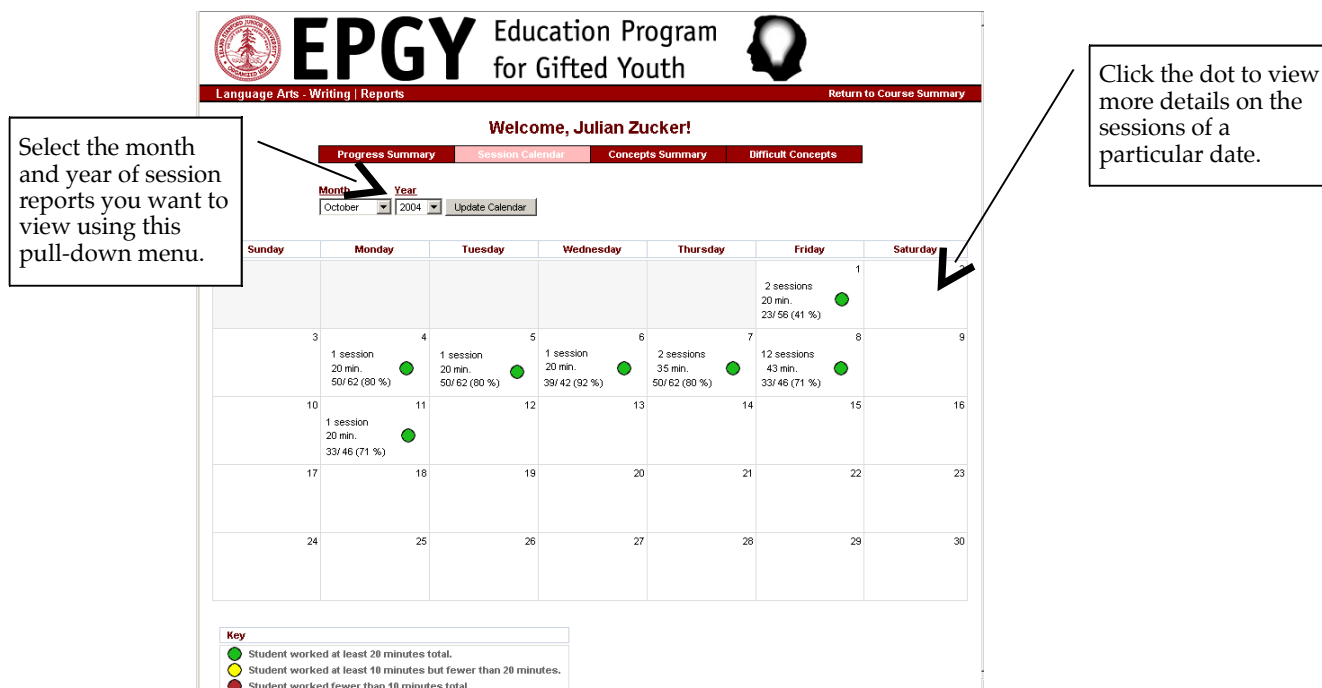 EPGY Education Program
for Gifted Youth
Language Arts - Writing | Reports Return to Course Summary
Click the dot to view
more details on the
sessions of a
particular date.
Welcome, Julian Zucker!
Select the month
and year of session
reports you want to
view using this
pull-down menu.
Progress Summary Session Calendar Concepts Summary Difficult Concepts
Month Year
October 2004 Update Calendar
Sunday Monday Tuesday Wednesday Thursday Friday Saturday
1 2
2 sessions
20 min.
23/56 (41 %)
3 4 5 6 7 8 9
1 session 1 session 1 session 2 sessions 12 sessions
20 min. 20 min. 20 min. 35 min. 43 min.
50/62 (80 %) 50/62 (80 %) 39/42 (92 %) 50/62 (80 %) 33/46 (71 %)
10 11 12 13 14 15 16
1 session
20 min.
33/46 (71 %)
17 18 19 20 21 22 23
24 25 26 27 28 29 30
Key
Student worked at least 20 minutes total.
Student worked at least 10 minutes but fewer than 20 minutes.
Student worked fewer than 10 minutes total